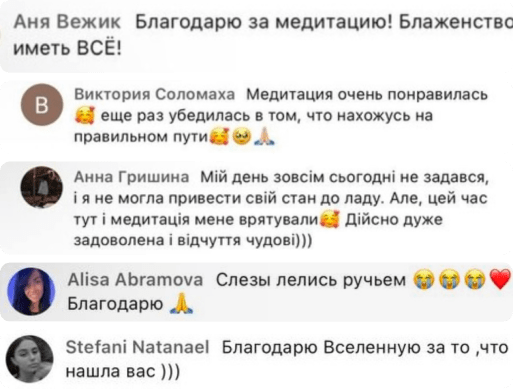 Аня Вежик Благодарю за медитацию! Блаженство
иметь ВСЁ!
В
Виктория Соломаха Медитация очень понравилась
🥰 еще раз убедилась в том, что нахожусь на
правильном пути🥰🥹🙏🏻
Анна Гришина Мій день зовсім сьогодні не задався,
і я не могла привести свій стан до ладу. Але, цей час
тут і медитація мене врятували🥰 Дійсно дуже
задоволена і відчуття чудові)))
Alisa Abramova Слезы лелись ручьем 😭😭😭❤️
Благодарю 🙏
Stefani Natanael Благодарю Вселенную за то ,что
нашла вас )))